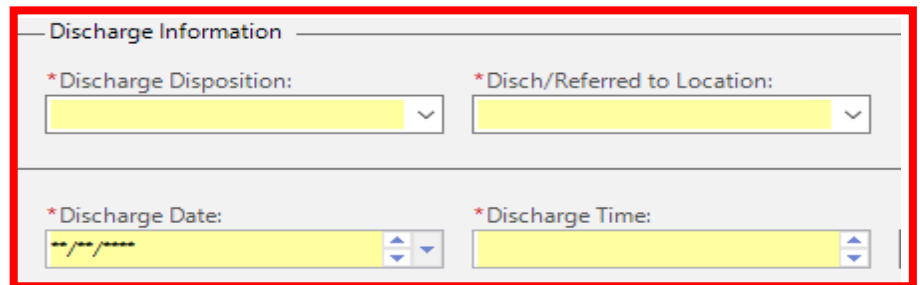 Discharge Information
*Discharge Disposition: *Disch/Referred to Location:
*Discharge Date: *Discharge Time:
**/**/****